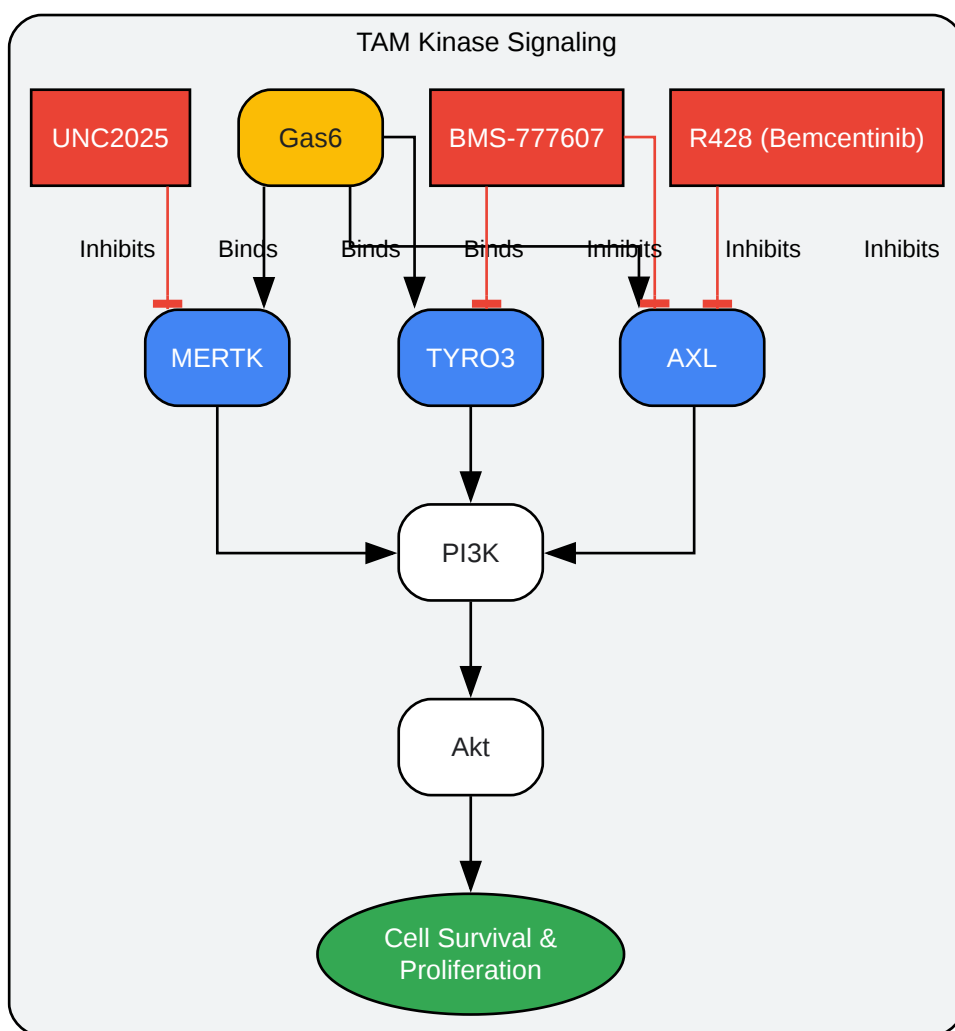 TAM Kinase Signaling
UNC2025
Gas6
BMS-777607
R428 (Bemcentinib)
Inhibits
Binds
Binds
Binds
Inhibits
Inhibits
Inhibits
MERTK
TYRO3
AXL
PI3K
Akt
Cell Survival &
Proliferation